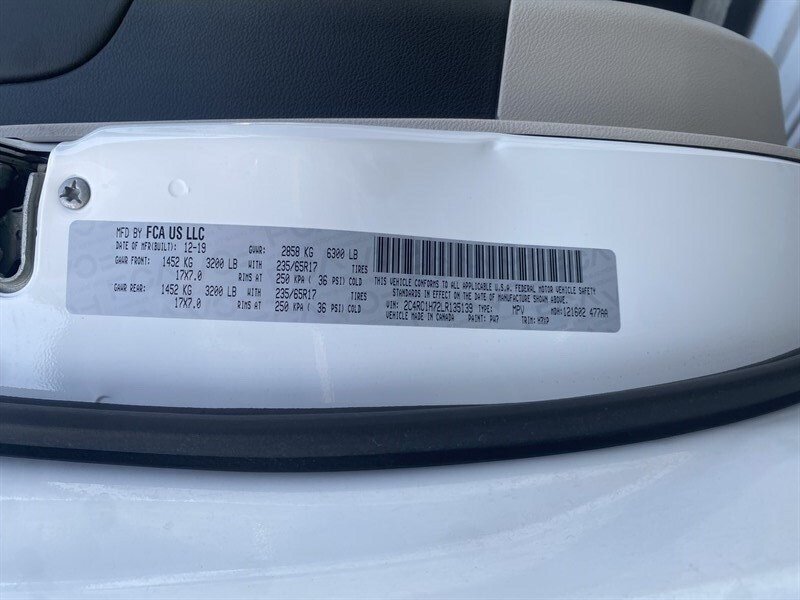 MFD BY FCA US LLC
DATE OF MFR(BUILT): 12-19 GVWR: 2858 KG 6300 LB
GAWR FRONT: 1452 KG 3200 LB WITH 235/65R17 TIRES
17X7.0 RIMS AT 250 KPA ( 36 PSI) COLD
GAWR REAR: 1452 KG 3200 LB WITH 235/65R17 TIRES
17X7.0 RIMS AT 250 KPA ( 36 PSI) COLD
THIS VEHICLE CONFORMS TO ALL APPLICABLE U.S.A. FEDERAL MOTOR VEHICLE SAFETY
STANDARDS IN EFFECT ON THE DATE OF MANUFACTURE SHOWN ABOVE.
VIN: 2C4RC1H72LR135139 TYPE: MPV MDH:121602 477AA
VEHICLE MADE IN CANADA PAINT: PW7 TRIM: